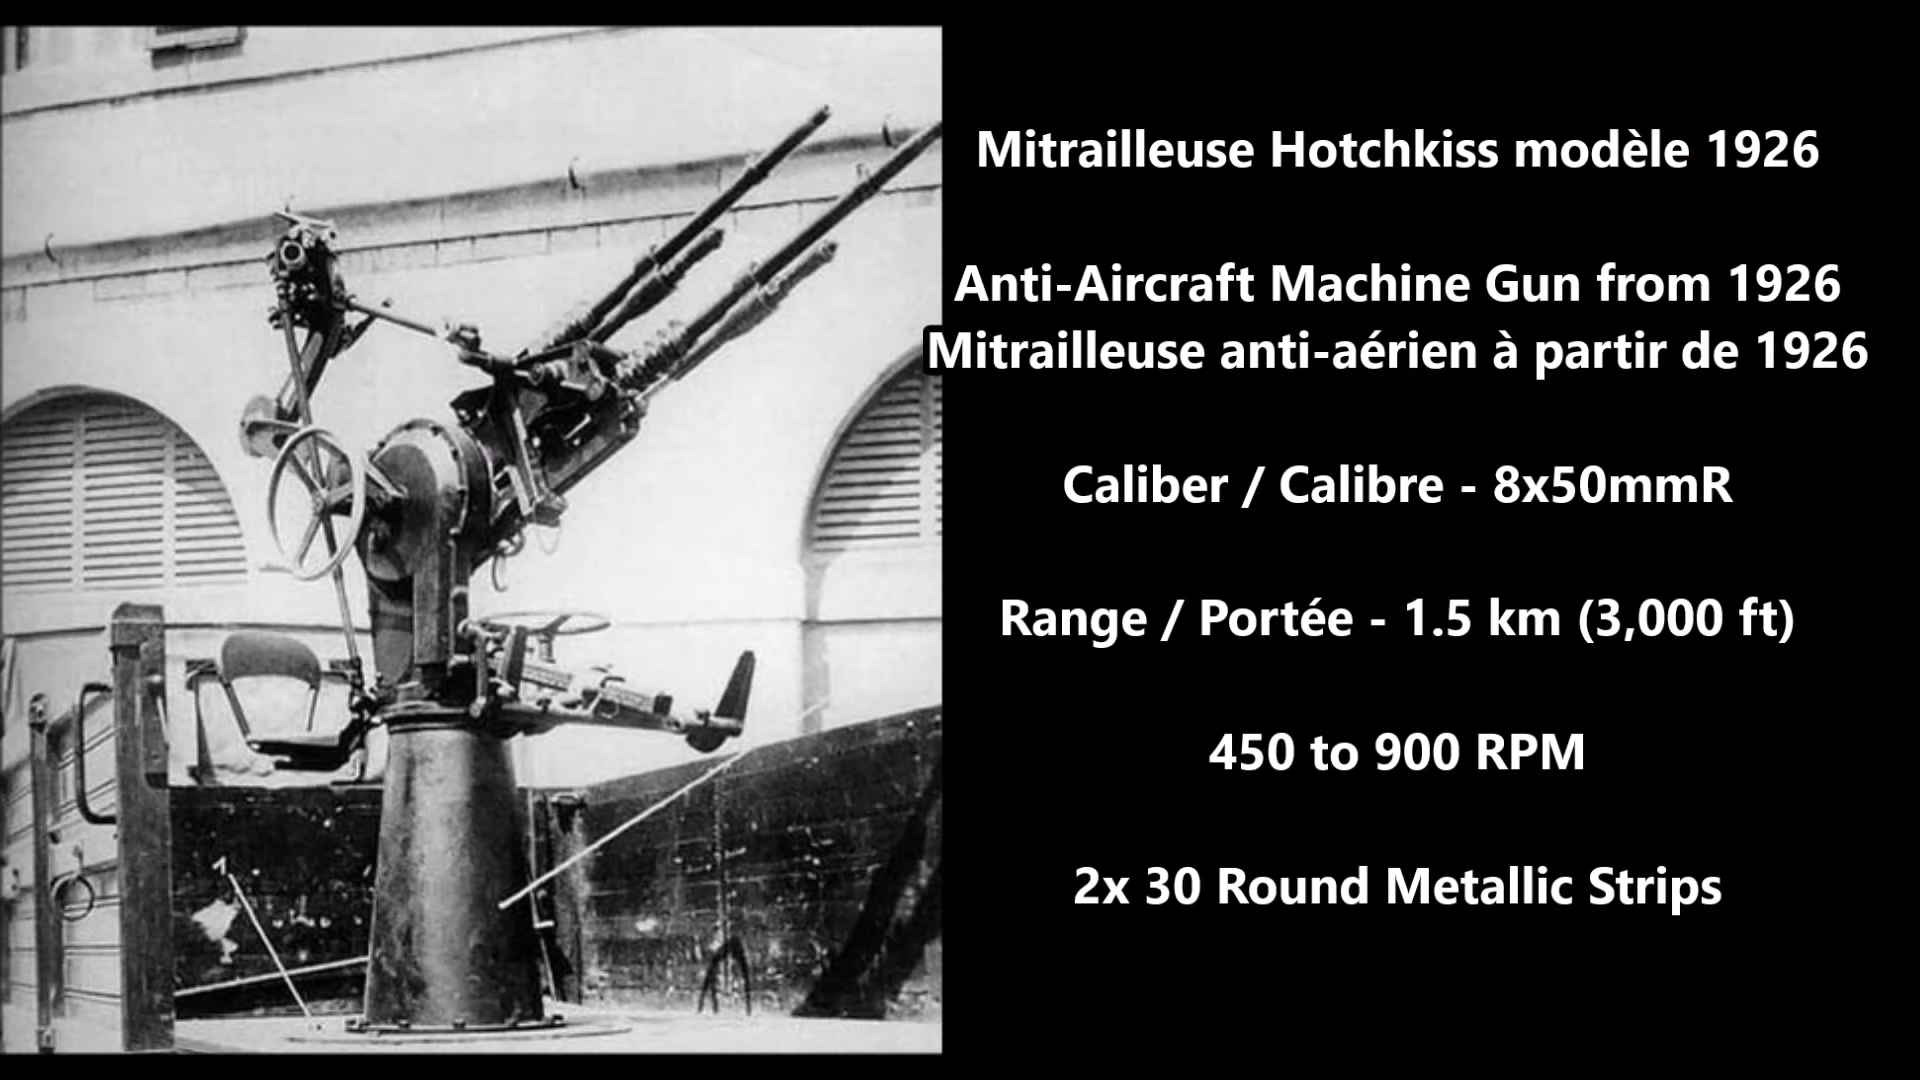 Mitrailleuse Hotchkiss modèle 1926
Anti-Aircraft Machine Gun from 1926
Mitrailleuse anti-aérien à partir de 1926
Caliber / Calibre - 8x50mmR
Range / Portée - 1.5 km (3,000 ft)
450 to 900 RPM
2x 30 Round Metallic Strips